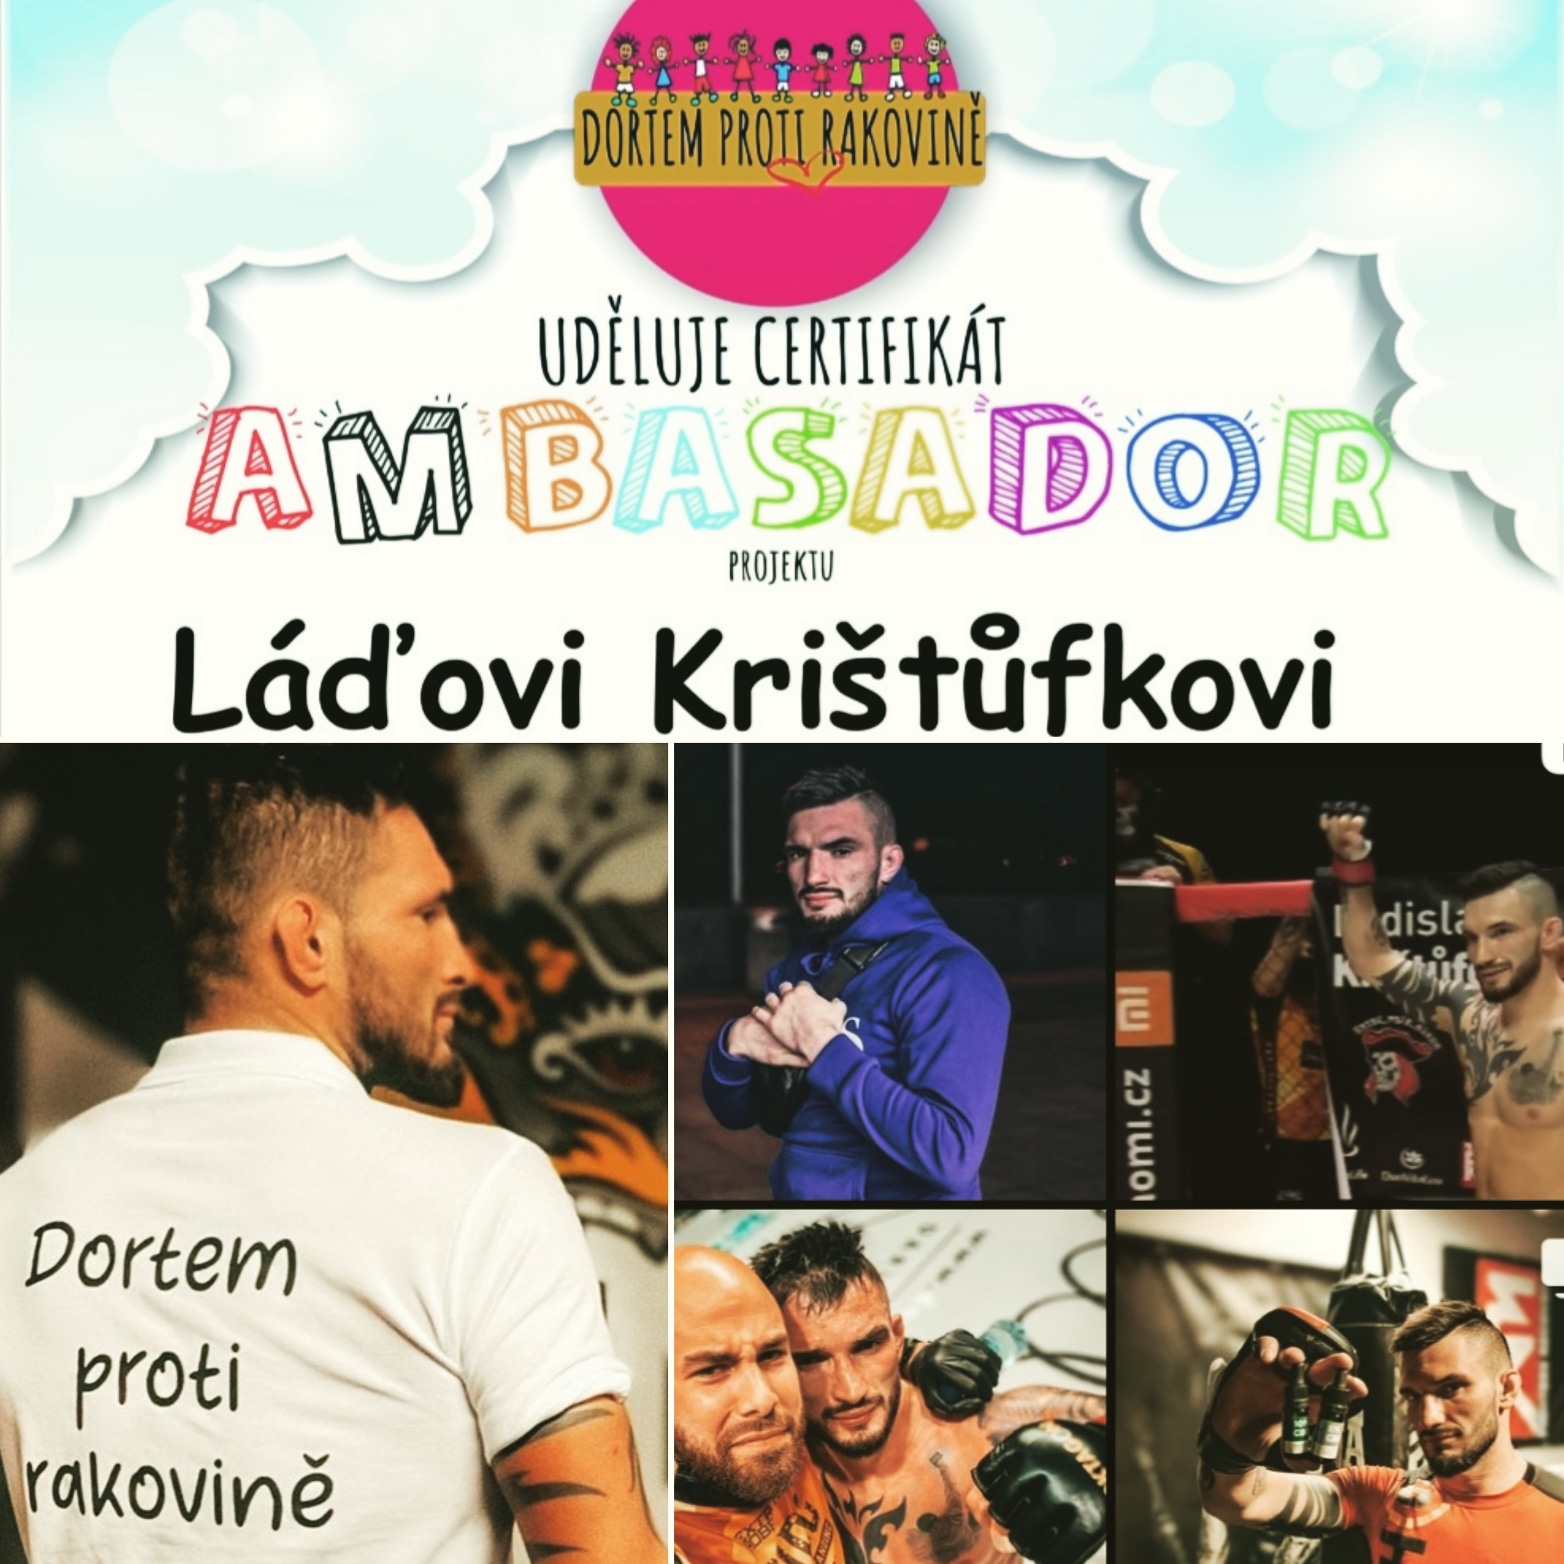 DORTEM PROTI RAKOVINĚ
UDĚLUJE CERTIFIKÁT
AMBASADOR
PROJEKTU
Láďovi Krištůfkovi
Dortem
proti
rakovině